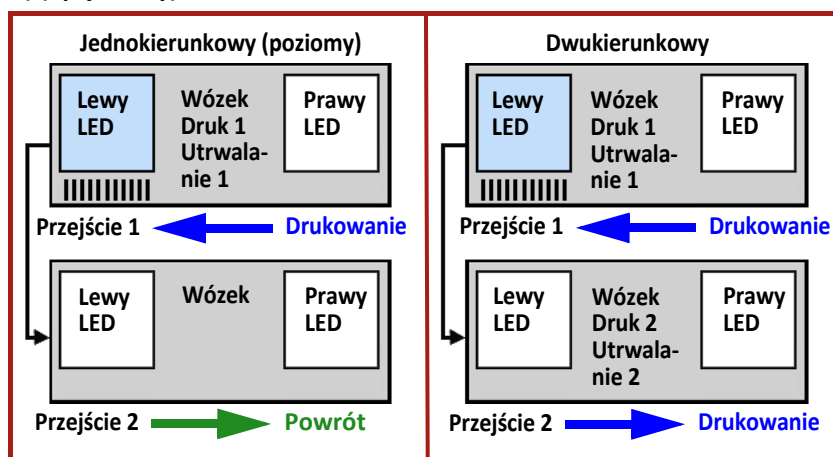 Jednokierunkowy (poziomy)
Lewy
LED
Wózek
Druk 1
Utrwala-
nie 1
Prawy
LED
Przejście 1
Drukowanie
Lewy
LED
Wózek
Prawy
LED
Przejście 2
Powrót
Dwukierunkowy
Lewy
LED
Wózek
Druk 1
Utrwala-
nie 1
Prawy
LED
Przejście 1
Drukowanie
Lewy
LED
Wózek
Druk 2
Utrwala-
nie 2
Prawy
LED
Przejście 2
Drukowanie